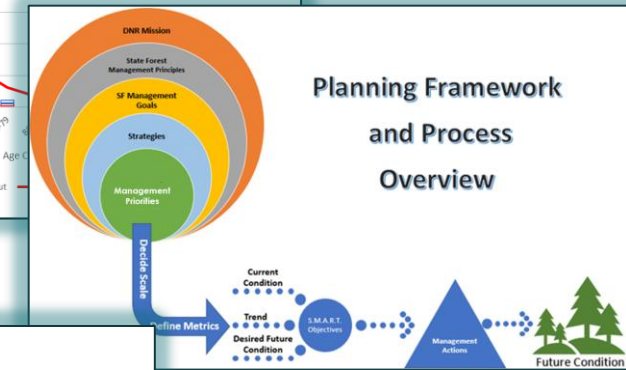 DNR Mission
State Forest
Management Principles
SF Management
Goals
Strategies
Management
Priorities
Planning Framework
and Process
Overview
Decide Scale
Define Metrics
Current
Condition
Trend
Desired Future
Condition
S.M.A.R.T.
Objectives
Management
Actions
Future Condition
Age C